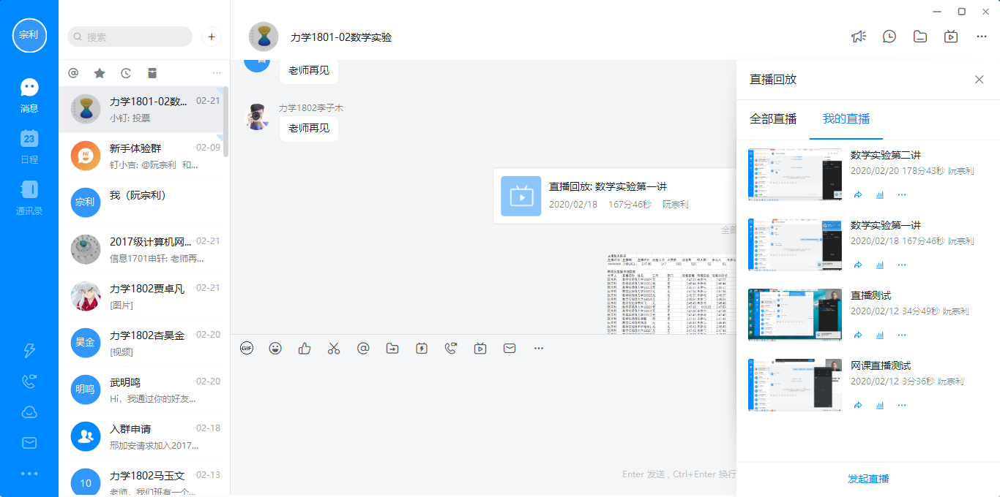 宗利
消息
23
日程
通讯录
搜索
力学1801-02数... 02-21
小钉: 投票
新手体验群 02-09
钉小吉: @阮宗利 和...
宗利
我（阮宗利）
2017级计算机网... 02-21
信息1701申轩: 老师再...
力学1802贾卓凡 02-21
[图片]
昊金
力学1802杏昊金 02-20
[视频]
明鸣
武明鸣 02-20
Hi，我通过你的好友...
入群申请 02-18
邢加安请求加入2017...
10
力学1802马玉文 02-13
老师，我们班有一个...
力学1801-02数学实验
老师再见
力学1802李子木
老师再见
直播回放: 数学实验第一讲
2020/02/18 167分46秒 阮宗利
全部
GIF
Enter 发送 , Ctrl+Enter 换行
直播回放
全部直播 我的直播
数学实验第二讲
2020/02/20 178分43秒 阮宗利
数学实验第一讲
2020/02/18 167分46秒 阮宗利
直播测试
2020/02/12 34分49秒 阮宗利
网课直播测试
2020/02/12 3分36秒 阮宗利
发起直播